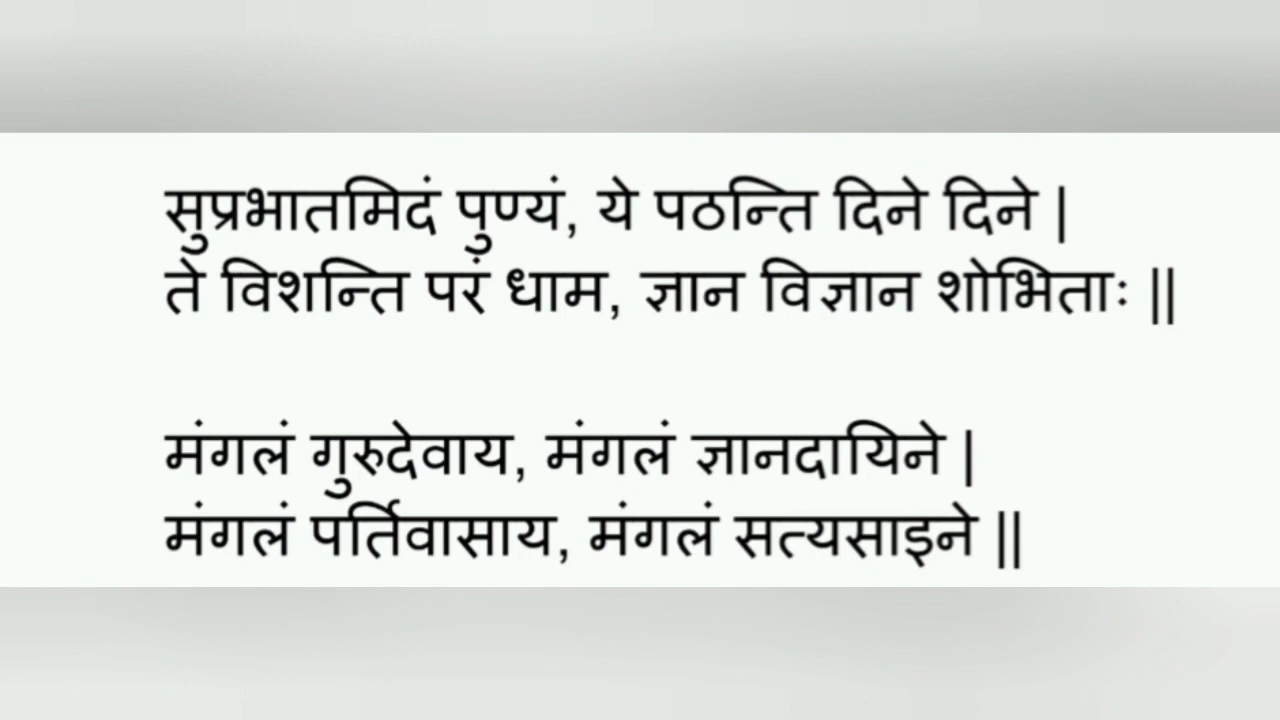 सुप्रभातमिदं पुण्यं, ये पठन्ति दिने दिने |
ते विशन्ति परं धाम, ज्ञान विज्ञान शोभिताः ||
मंगलं गुरुदेवाय, मंगलं ज्ञानदायिने |
मंगलं पर्तिवासाय, मंगलं सत्यसाइने ||